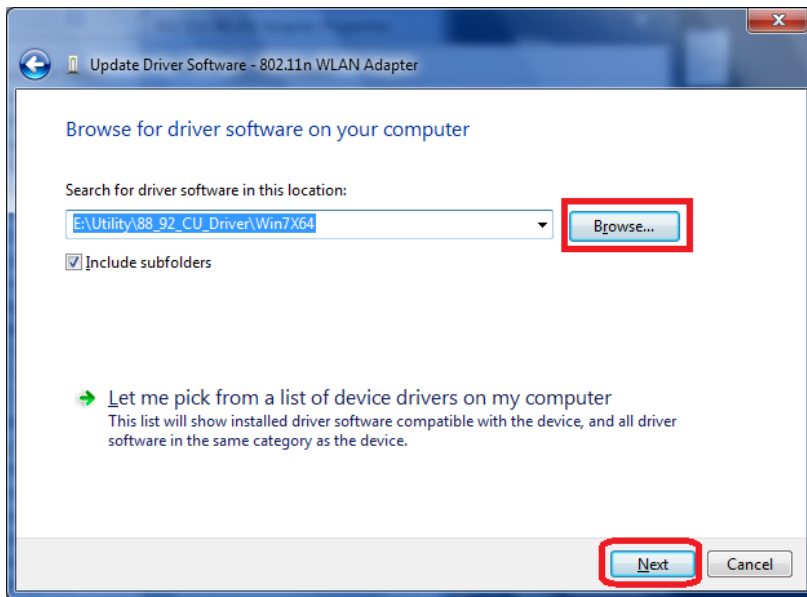 Update Driver Software - 802.11n WLAN Adapter
Browse for driver software on your computer
Search for driver software in this location:
E:\Utility\88_92_CU_Driver\Win7X64
Browse...
Include subfolders
Let me pick from a list of device drivers on my computer
This list will show installed driver software compatible with the device, and all driver
software in the same category as the device.
Next
Cancel